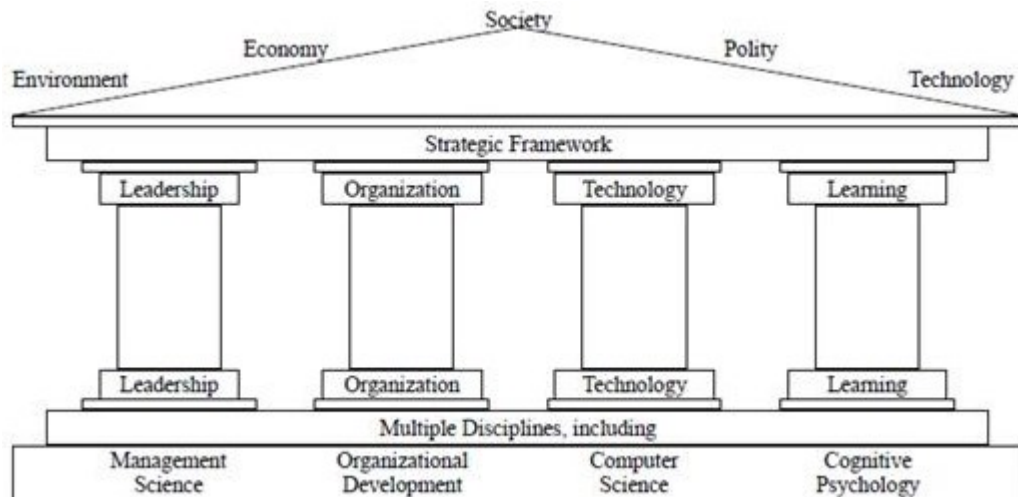 Society
Economy
Polity
Environment
Technology
Strategic Framework
Leadership
Organization
Technology
Learning
Leadership
Organization
Technology
Learning
Multiple Disciplines, including
Management
Science
Organizational
Development
Computer
Science
Cognitive
Psychology